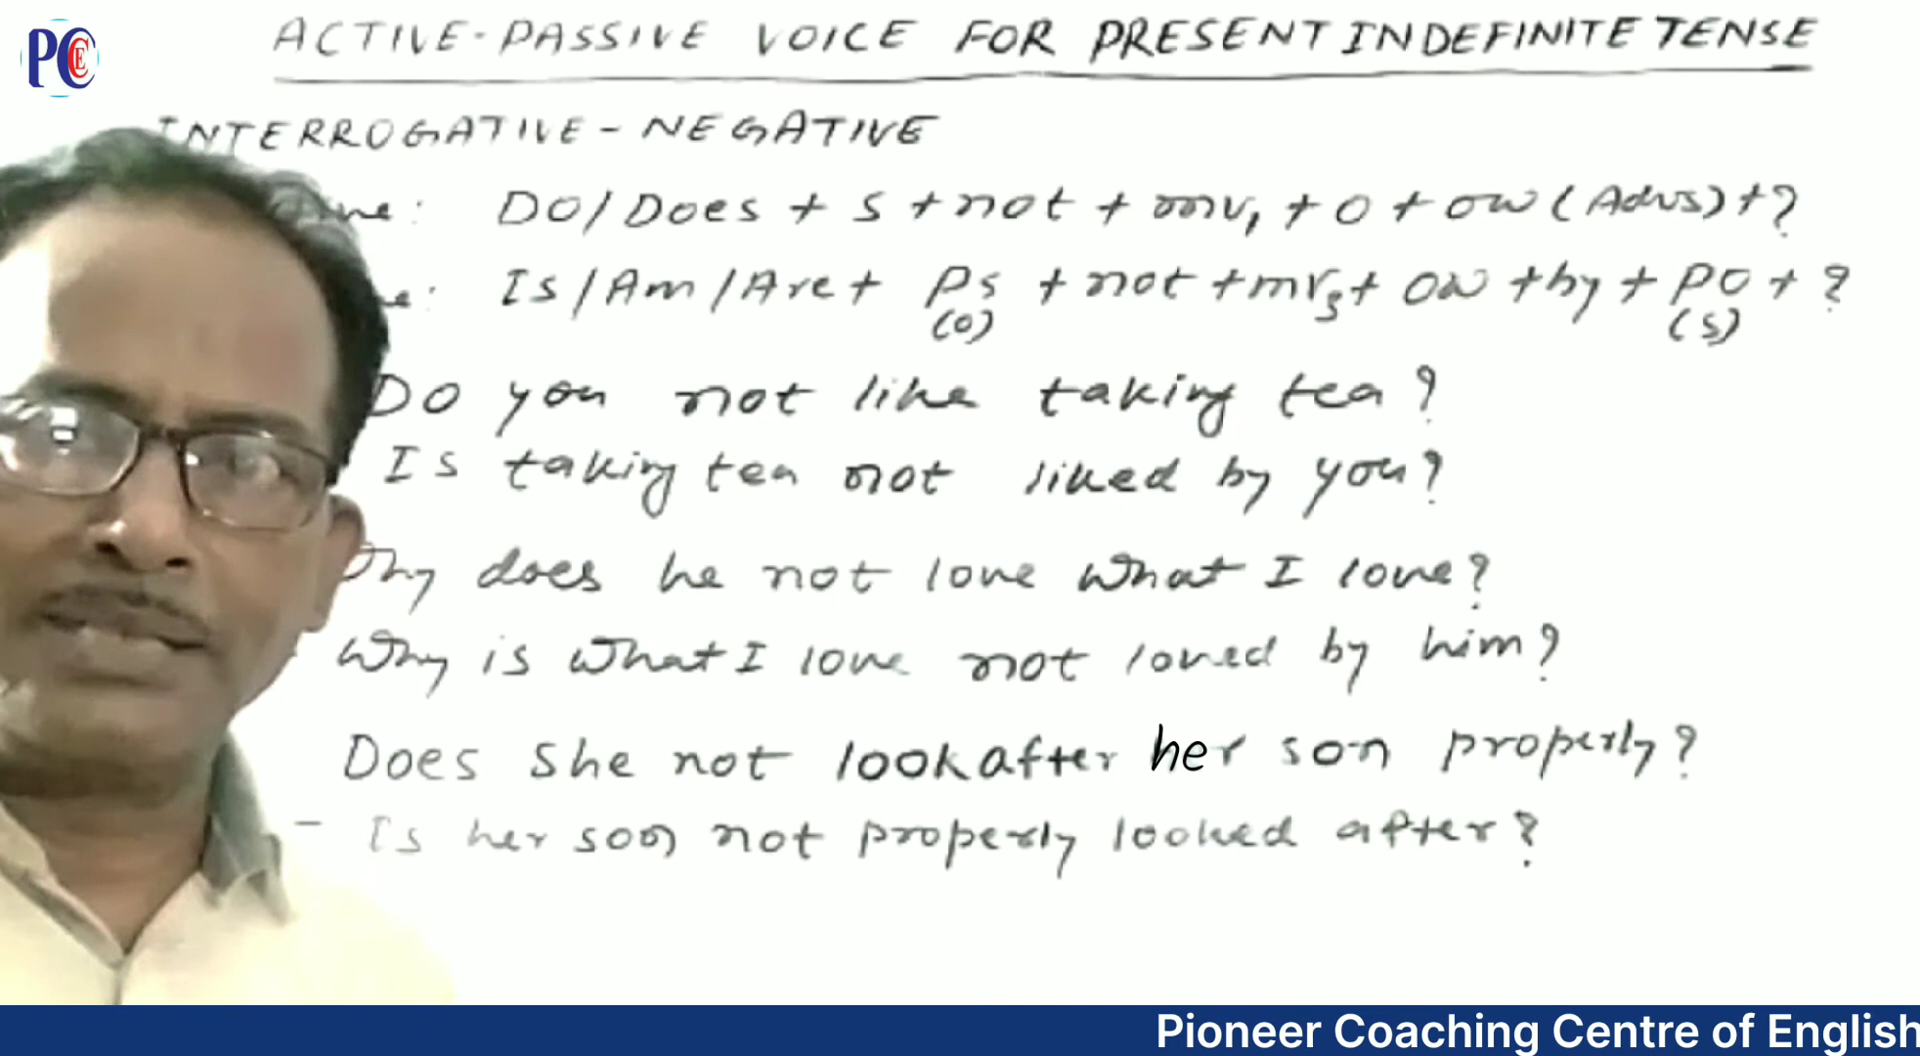 PCEC
ACTIVE-PASSIVE VOICE FOR PRESENT INDEFINITE TENSE
INTERROGATIVE - NEGATIVE
DO/Does + S + not + mv₁ + O + OW (Advs) + ?
Is/Am/Are + PS + not + mv₃ + OW + by + PO + ?
(O) (S)
Do you not like taking tea?
Is taking tea not liked by you?
Why does he not love what I love?
Why is what I love not loved by him?
Does she not look after her son properly?
- Is her son not properly looked after?
Pioneer Coaching Centre of English